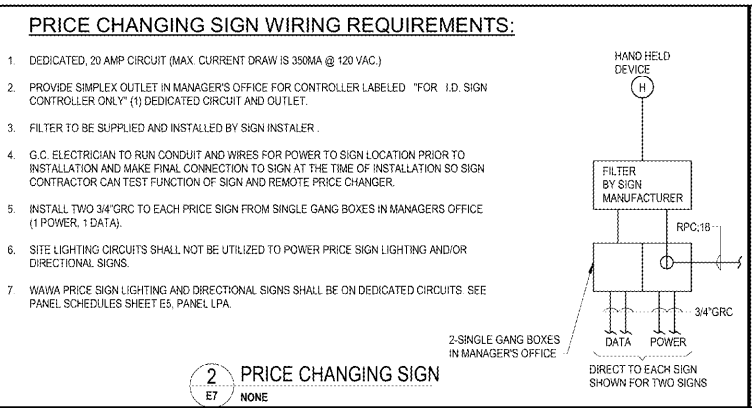 PRICE CHANGING SIGN WIRING REQUIREMENTS:
1. DEDICATED, 20 AMP CIRCUIT (MAX. CURRENT DRAW IS 350MA @ 120 VAC.)
2. PROVIDE SIMPLEX OUTLET IN MANAGER'S OFFICE FOR CONTROLLER LABELED "FOR I.D. SIGN
CONTROLLER ONLY" (1) DEDICATED CIRCUIT AND OUTLET.
3. FILTER TO BE SUPPLIED AND INSTALLED BY SIGN INSTALER .
4. G.C. ELECTRICIAN TO RUN CONDUIT AND WIRES FOR POWER TO SIGN LOCATION PRIOR TO
INSTALLATION AND MAKE FINAL CONNECTION TO SIGN AT THE TIME OF INSTALLATION SO SIGN
CONTRACTOR CAN TEST FUNCTION OF SIGN AND REMOTE PRICE CHANGER.
5. INSTALL TWO 3/4"GRC TO EACH PRICE SIGN FROM SINGLE GANG BOXES IN MANAGERS OFFICE
(1 POWER, 1 DATA).
6. SITE LIGHTING CIRCUITS SHALL NOT BE UTILIZED TO POWER PRICE SIGN LIGHTING AND/OR
DIRECTIONAL SIGNS.
7. WAWA PRICE SIGN LIGHTING AND DIRECTIONAL SIGNS SHALL BE ON DEDICATED CIRCUITS SEE
PANEL SCHEDULES SHEET E5, PANEL LPA.
HAND HELD
DEVICE
H
FILTER
BY SIGN
MANUFACTURER
RPC;18
3/4"GRC
2-SINGLE GANG BOXES
IN MANAGER'S OFFICE
DATA POWER
DIRECT TO EACH SIGN
SHOWN FOR TWO SIGNS
2 PRICE CHANGING SIGN
E7 NONE